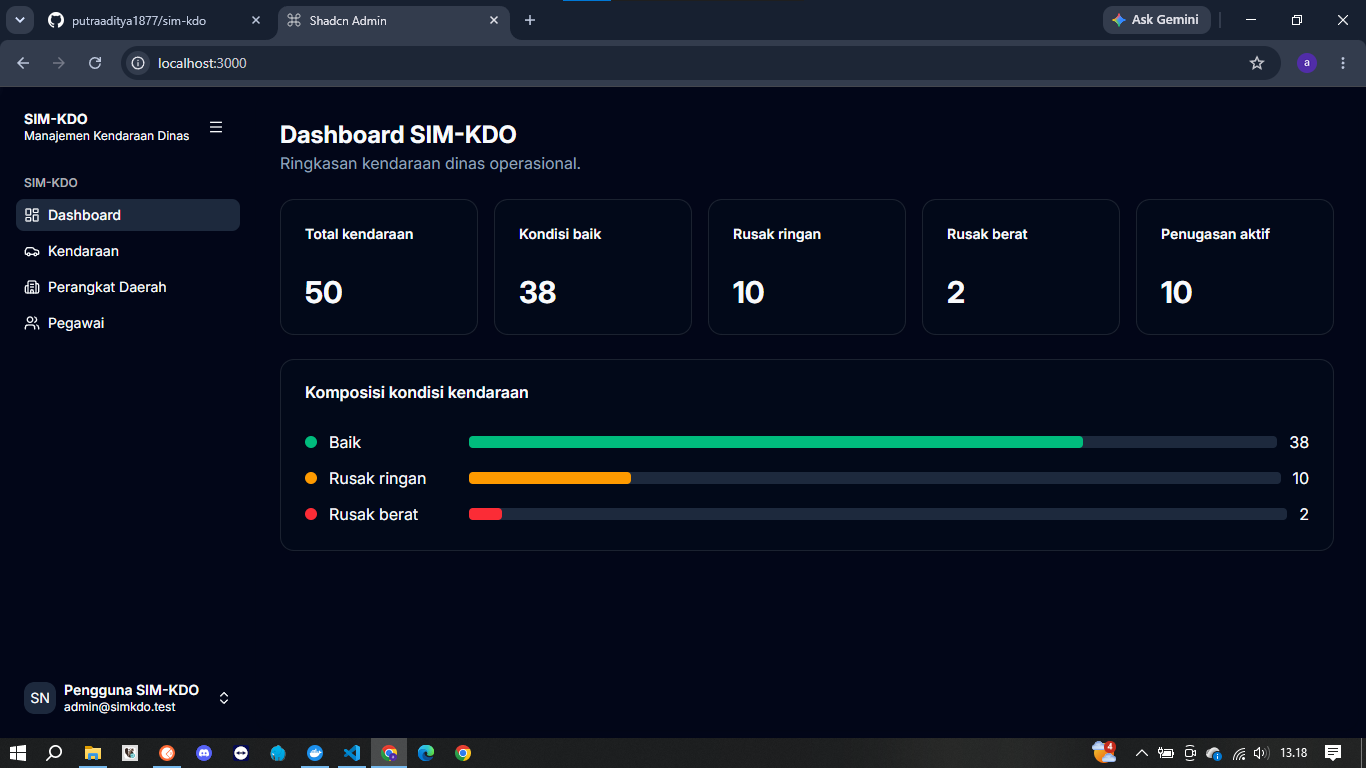 putraaditya1877/sim-kdo
Shadcn Admin
Ask Gemini
localhost:3000
a
SIM-KDO
Manajemen Kendaraan Dinas
SIM-KDO
Dashboard
Kendaraan
Perangkat Daerah
Pegawai
SN
Pengguna SIM-KDO
admin@simkdo.test
Dashboard SIM-KDO
Ringkasan kendaraan dinas operasional.
Total kendaraan
50
Kondisi baik
38
Rusak ringan
10
Rusak berat
2
Penugasan aktif
10
Komposisi kondisi kendaraan
Baik 38
Rusak ringan 10
Rusak berat 2
4
13.18